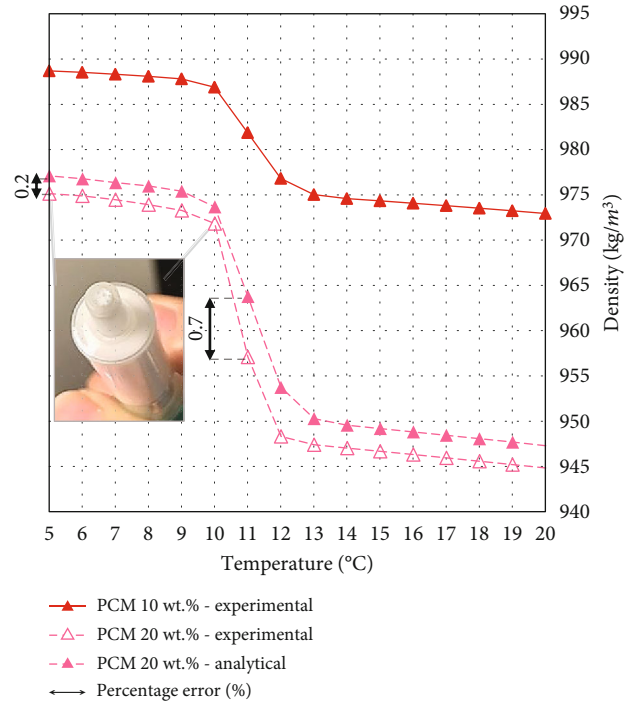 995
990
985
980
975
970
965
960
955
950
945
940
Density (kg/m³)
0.2
0.7
5 6 7 8 9 10 11 12 13 14 15 16 17 18 19 20
Temperature (°C)
PCM 10 wt.% - experimental
PCM 20 wt.% - experimental
PCM 20 wt.% - analytical
Percentage error (%)